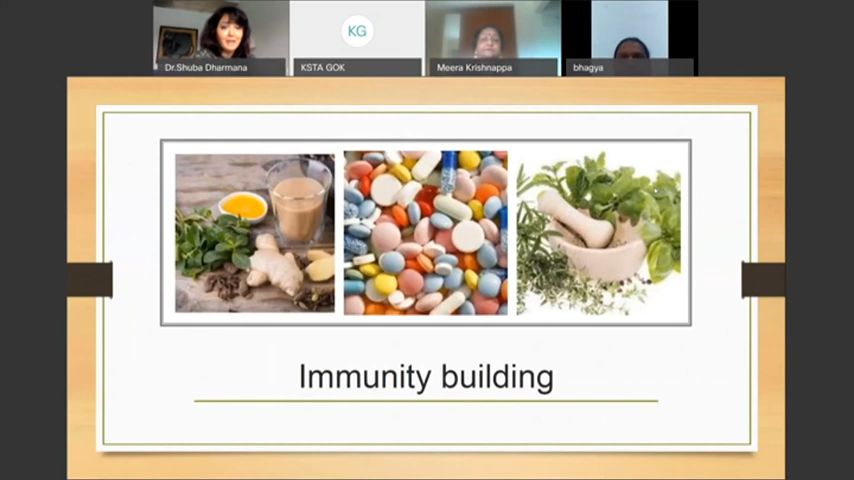 KG
Dr.Shuba Dharmana
KSTA GOK
Meera Krishnappa
bhagya
Immunity building